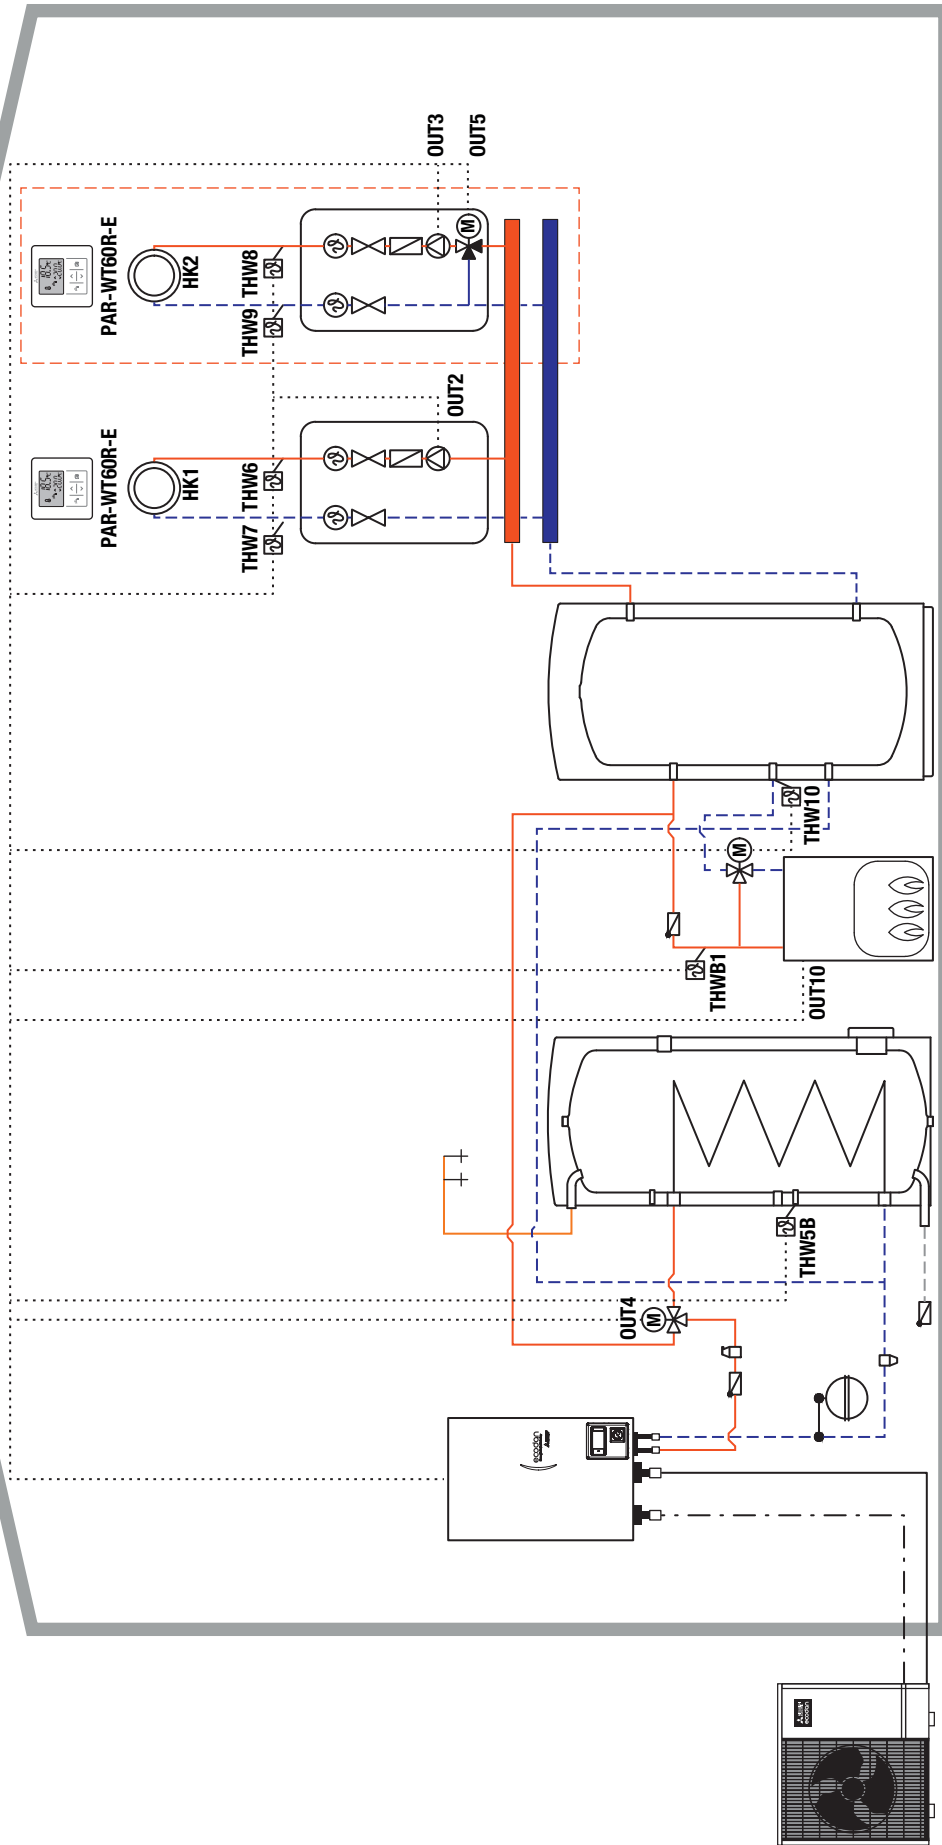 PAR-WT60R-E
PAR-WT60R-E
HK1
HK2
THW7
THW6
THW9
THW8
OUT2
OUT3
OUT5
M
M
THW10
THWB1
OUT10
THW5B
OUT4
M
ecodan
ecodan